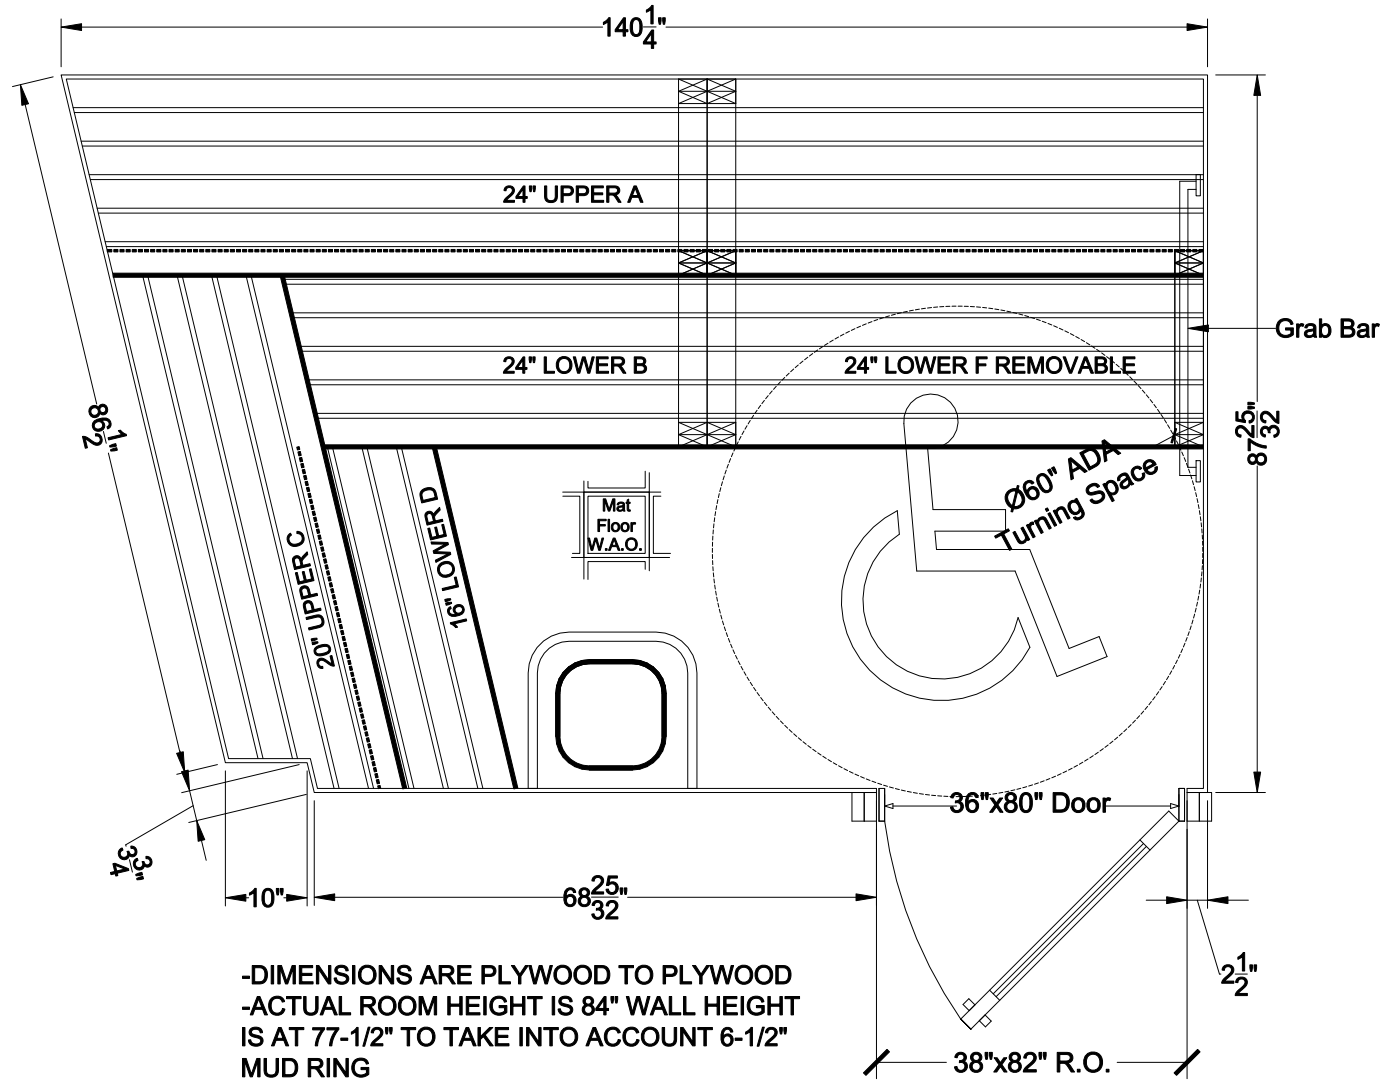 140 1/4"
24" UPPER A
Grab Bar
24" LOWER B
24" LOWER F REMOVABLE
86 1/2"
87 25/32"
Ø60" ADA
Turning Space
Mat
Floor
W.A.O.
20" UPPER C
16" LOWER D
36"x80" Door
3 3/4"
10"
68 25/32"
2 1/2"
-DIMENSIONS ARE PLYWOOD TO PLYWOOD
-ACTUAL ROOM HEIGHT IS 84" WALL HEIGHT
IS AT 77-1/2" TO TAKE INTO ACCOUNT 6-1/2"
MUD RING
38"x82" R.O.